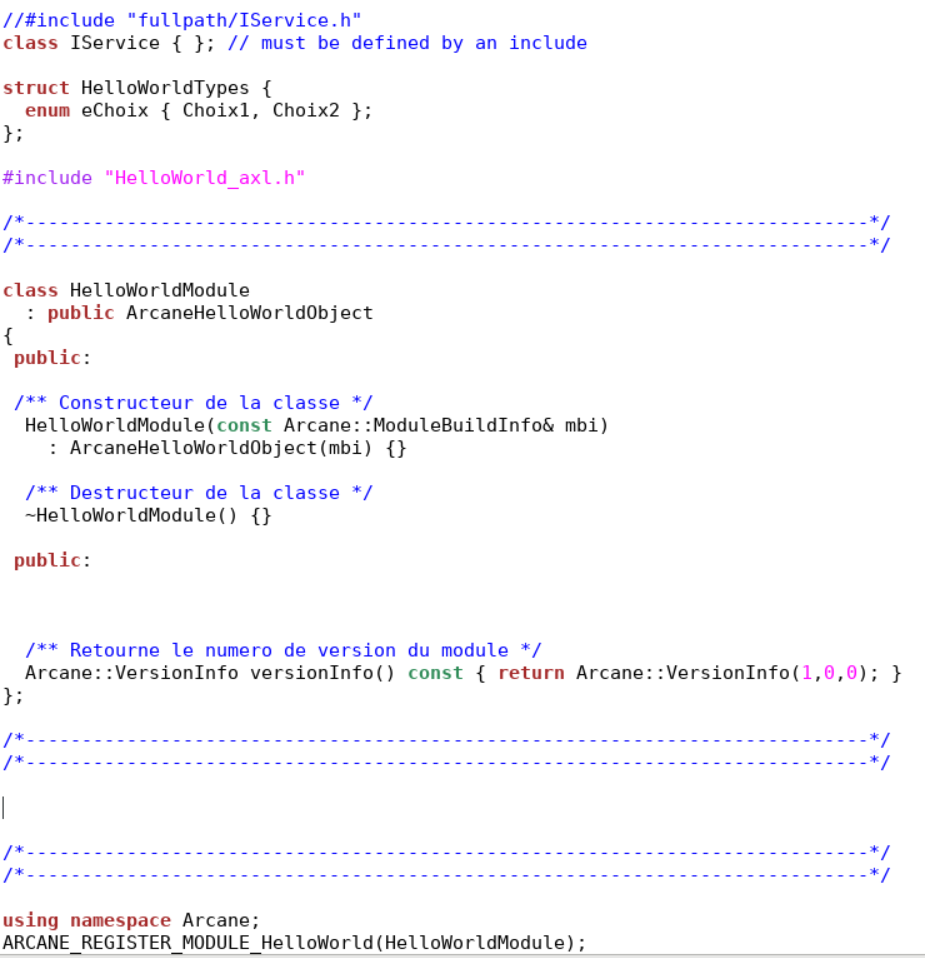 //#include "fullpath/IService.h"
class IService { }; // must be defined by an include
struct HelloWorldTypes {
  enum eChoix { Choix1, Choix2 };
};
#include "HelloWorld_axl.h"
/*---------------------------------------------------------------------------*/
/*---------------------------------------------------------------------------*/
class HelloWorldModule
  : public ArcaneHelloWorldObject
{
 public:
 /** Constructeur de la classe */
  HelloWorldModule(const Arcane::ModuleBuildInfo& mbi)
    : ArcaneHelloWorldObject(mbi) {}
  /** Destructeur de la classe */
  ~HelloWorldModule() {}
 public:
  /** Retourne le numero de version du module */
  Arcane::VersionInfo versionInfo() const { return Arcane::VersionInfo(1,0,0); }
};
/*---------------------------------------------------------------------------*/
/*---------------------------------------------------------------------------*/
/*---------------------------------------------------------------------------*/
/*---------------------------------------------------------------------------*/
using namespace Arcane;
ARCANE_REGISTER_MODULE_HelloWorld(HelloWorldModule);